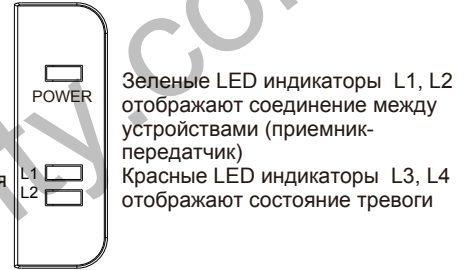 POWER
L1
L2
я
Зеленые LED индикаторы L1, L2
отображают соединение между
устройствами (приемник-
передатчик)
Красные LED индикаторы L3, L4
отображают состояние тревоги